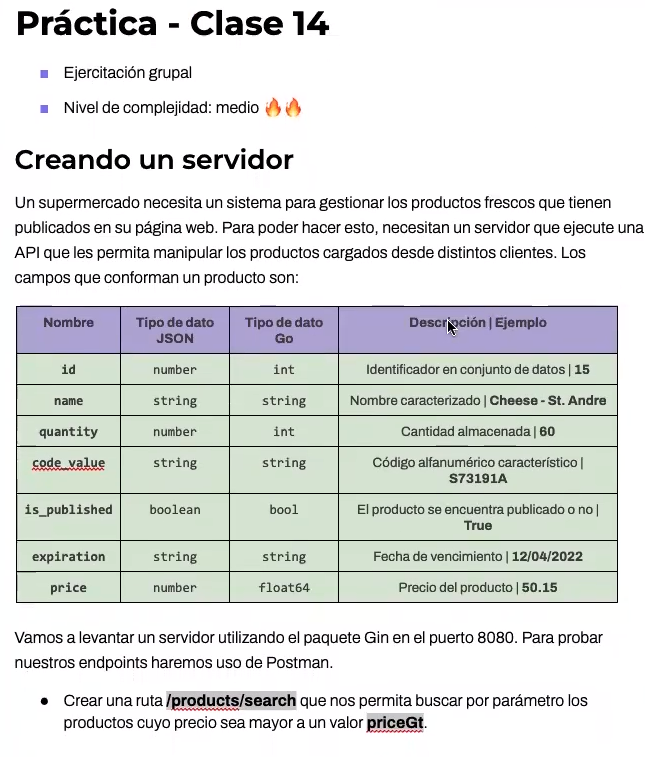 Práctica - Clase 14
Ejercitación grupal
Nivel de complejidad: medio 🔥🔥
Creando un servidor
Un supermercado necesita un sistema para gestionar los productos frescos que tienen
publicados en su página web. Para poder hacer esto, necesitan un servidor que ejecute una
API que les permita manipular los productos cargados desde distintos clientes. Los
campos que conforman un producto son:
Nombre Tipo de dato JSON Tipo de dato Go Descripción | Ejemplo
id number int Identificador en conjunto de datos | 15
name string string Nombre caracterizado | Cheese - St. Andre
quantity number int Cantidad almacenada | 60
code_value string string Código alfanumérico característico | S73191A
is_published boolean bool El producto se encuentra publicado o no | True
expiration string string Fecha de vencimiento | 12/04/2022
price number float64 Precio del producto | 50.15
Vamos a levantar un servidor utilizando el paquete Gin en el puerto 8080. Para probar
nuestros endpoints haremos uso de Postman.
● Crear una ruta /products/search que nos permita buscar por parámetro los
productos cuyo precio sea mayor a un valor priceGt.